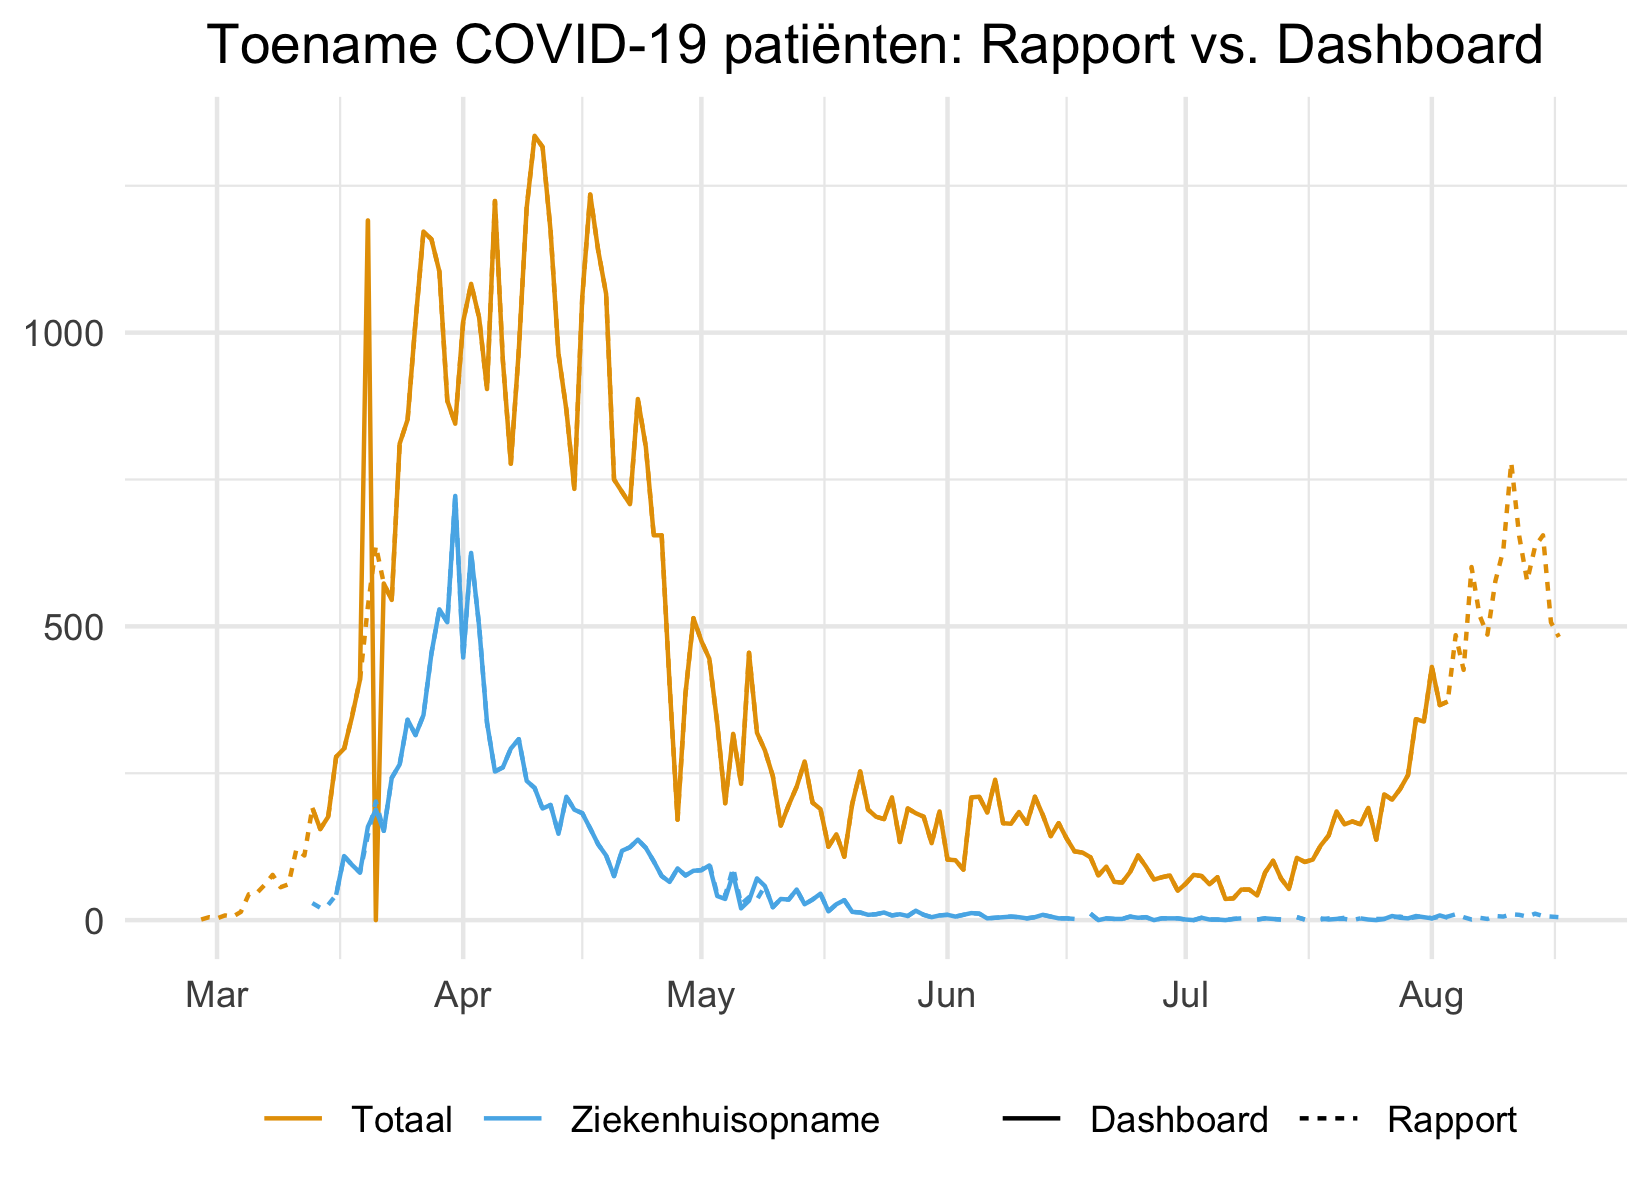 Toename COVID-19 patiënten: Rapport vs. Dashboard
1000
500
0
Mar Apr May Jun Jul Aug
Totaal Ziekenhuisopname Dashboard Rapport